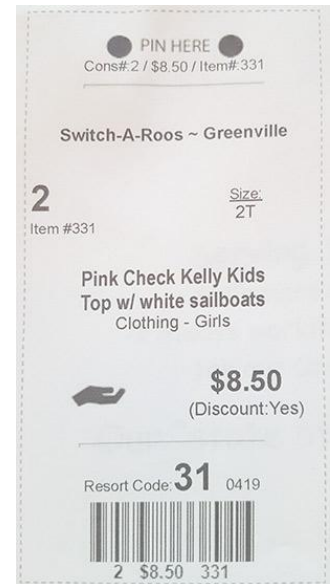 PIN HERE
Cons#:2 / $8.50 / Item#:331
Switch-A-Roos ~ Greenville
2
Size:
2T
Item #331
Pink Check Kelly Kids
Top w/ white sailboats
Clothing - Girls
$8.50
(Discount:Yes)
Resort Code: 31 0419
2 $8.50 331